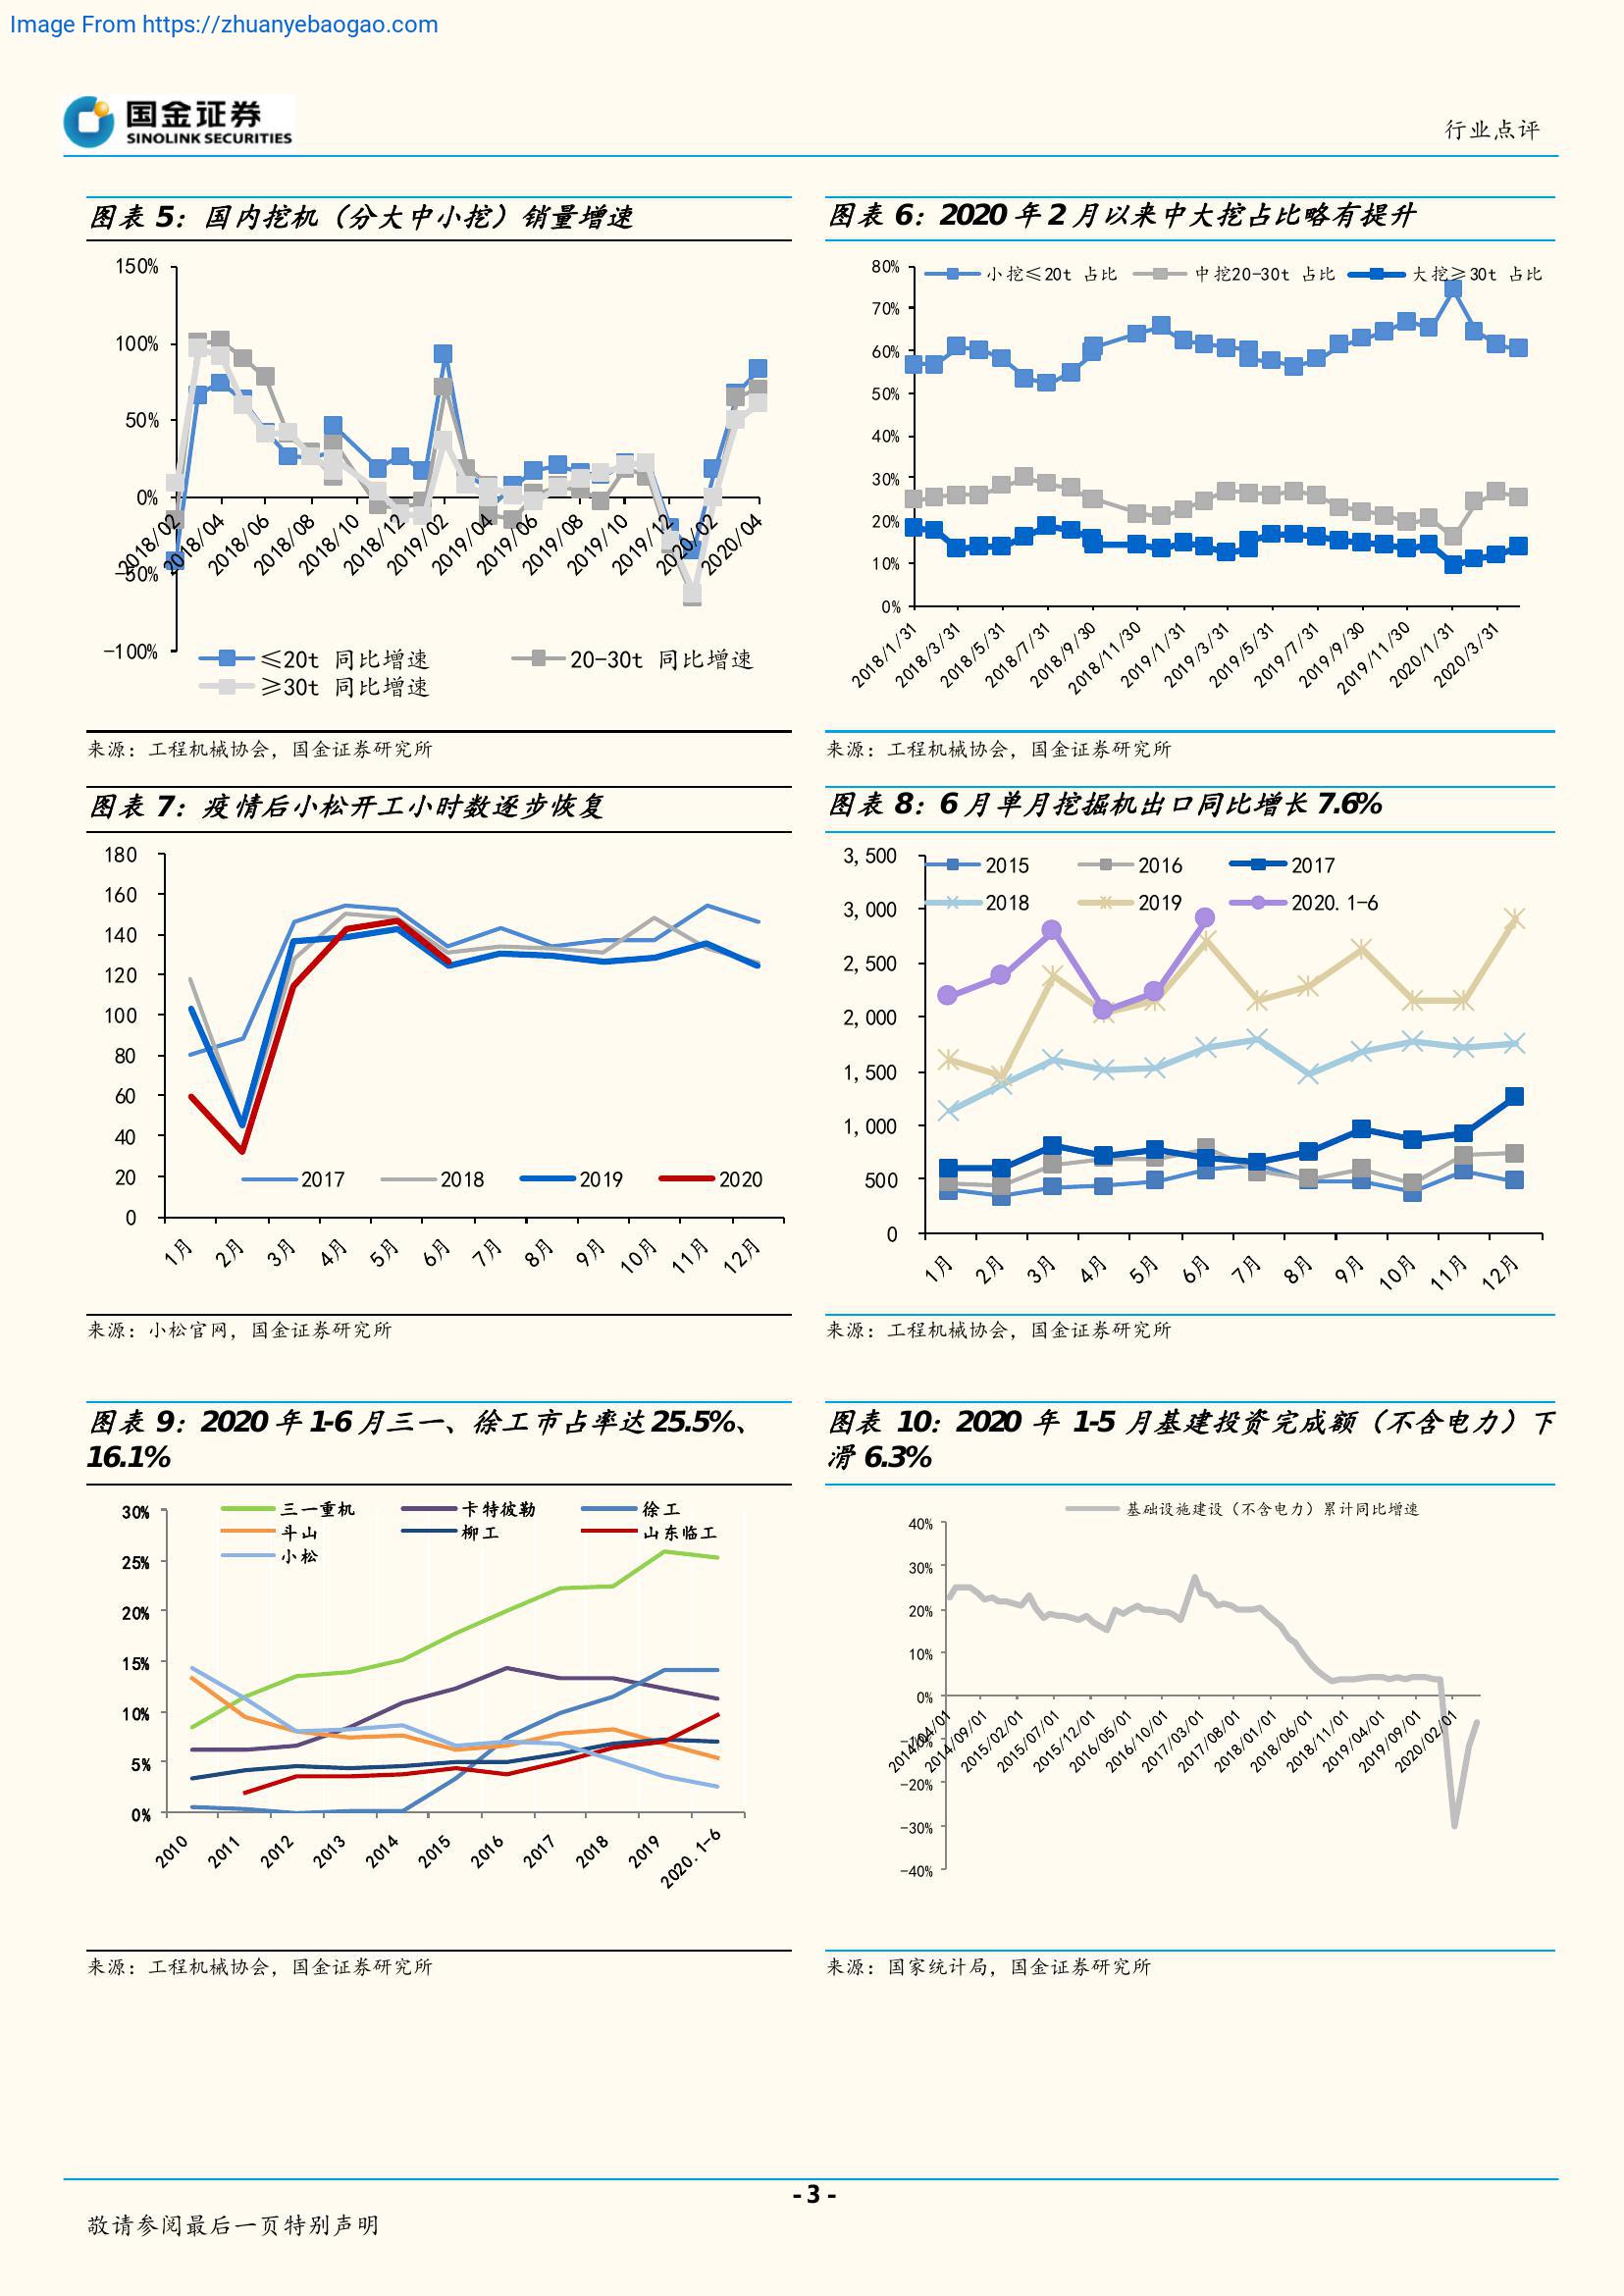 Image From https://zhuanyebaogao.com
国金证券
SINOLINK SECURITIES
行业点评
图表 5：国内挖机（分大中小挖）销量增速
150%
100%
50%
0%
-50%
-100%
2018/02
2018/04
2018/06
2018/08
2018/10
2018/12
2019/02
2019/04
2019/06
2019/08
2019/10
2019/12
2020/02
2020/04
≤20t 同比增速
20-30t 同比增速
≥30t 同比增速
来源：工程机械协会，国金证券研究所
图表 6：2020 年 2 月以来中大挖占比略有提升
小挖≤20t 占比
中挖20-30t 占比
大挖≥30t 占比
80%
70%
60%
50%
40%
30%
20%
10%
0%
2018/1/31
2018/3/31
2018/5/31
2018/7/31
2018/9/30
2018/11/30
2019/1/31
2019/3/31
2019/5/31
2019/7/31
2019/9/30
2019/11/30
2020/1/31
2020/3/31
来源：工程机械协会，国金证券研究所
图表 7：疫情后小松开工小时数逐步恢复
180
160
140
120
100
80
60
40
20
0
2017
2018
2019
2020
1月
2月
3月
4月
5月
6月
7月
8月
9月
10月
11月
12月
来源：小松官网，国金证券研究所
图表 8：6 月单月挖掘机出口同比增长 7.6%
2015
2016
2017
2018
2019
2020.1-6
3,500
3,000
2,500
2,000
1,500
1,000
500
0
1月
2月
3月
4月
5月
6月
7月
8月
9月
10月
11月
12月
来源：工程机械协会，国金证券研究所
图表 9：2020 年 1-6 月三一、徐工市占率达 25.5%、
16.1%
三一重机
卡特彼勒
徐工
斗山
柳工
山东临工
小松
30%
25%
20%
15%
10%
5%
0%
2010
2011
2012
2013
2014
2015
2016
2017
2018
2019
2020.1-6
来源：工程机械协会，国金证券研究所
图表 10：2020 年 1-5 月基建投资完成额（不含电力）下
滑 6.3%
基础设施建设（不含电力）累计同比增速
40%
30%
20%
10%
0%
-10%
-20%
-30%
-40%
2014/04/01
2014/09/01
2015/02/01
2015/07/01
2015/12/01
2016/05/01
2016/10/01
2017/03/01
2017/08/01
2018/01/01
2018/06/01
2018/11/01
2019/04/01
2019/09/01
2020/02/01
来源：国家统计局，国金证券研究所
- 3 -
敬请参阅最后一页特别声明